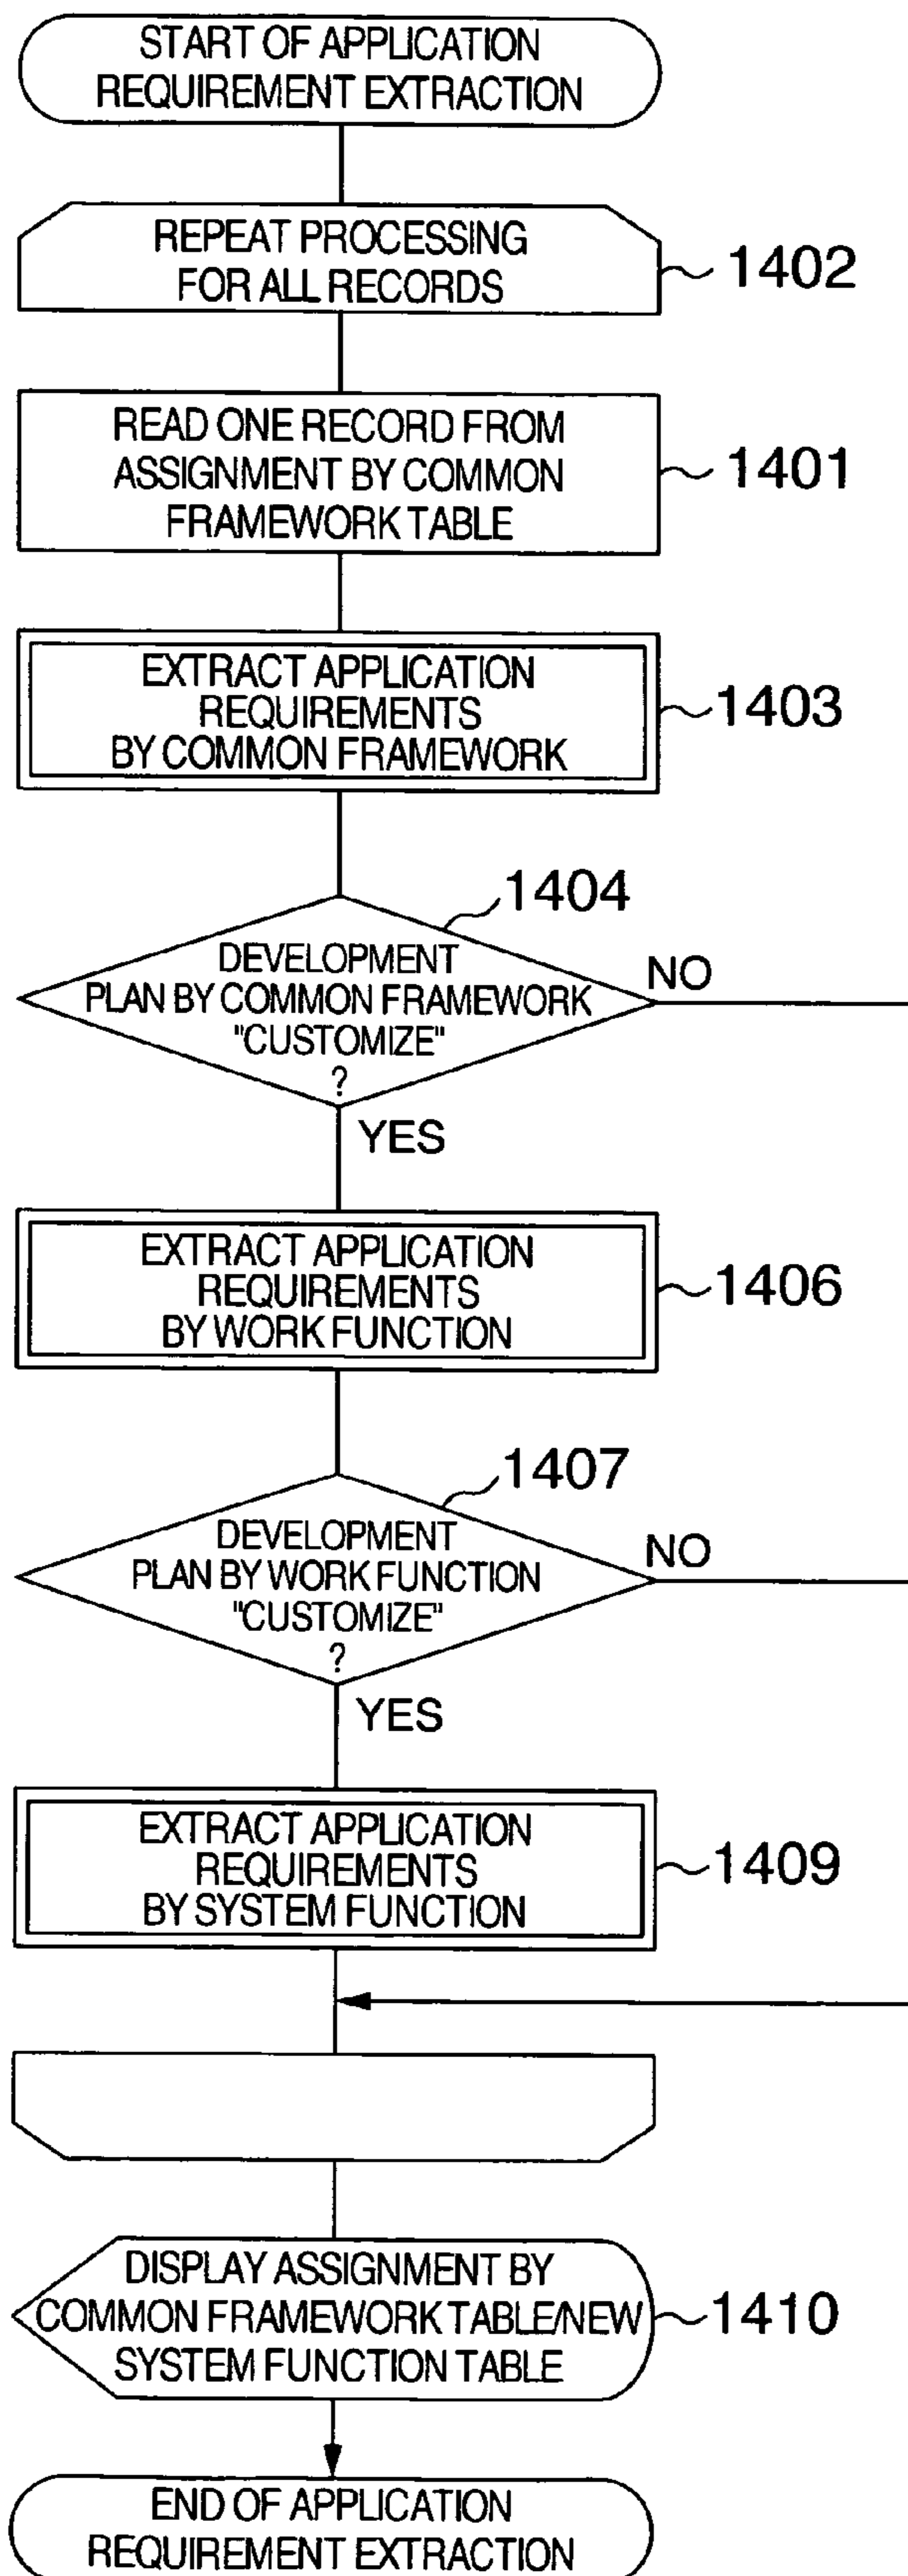 START OF APPLICATION
REQUIREMENT EXTRACTION
REPEAT PROCESSING
FOR ALL RECORDS
1402
READ ONE RECORD FROM
ASSIGNMENT BY COMMON
FRAMEWORK TABLE
1401
EXTRACT APPLICATION
REQUIREMENTS
BY COMMON FRAMEWORK
1403
1404
DEVELOPMENT
PLAN BY COMMON FRAMEWORK
"CUSTOMIZE"
?
NO
YES
EXTRACT APPLICATION
REQUIREMENTS
BY WORK FUNCTION
1406
1407
DEVELOPMENT
PLAN BY WORK FUNCTION
"CUSTOMIZE"
?
NO
YES
EXTRACT APPLICATION
REQUIREMENTS
BY SYSTEM FUNCTION
1409
DISPLAY ASSIGNMENT BY
COMMON FRAMEWORK TABLE/NEW
SYSTEM FUNCTION TABLE
1410
END OF APPLICATION
REQUIREMENT EXTRACTION